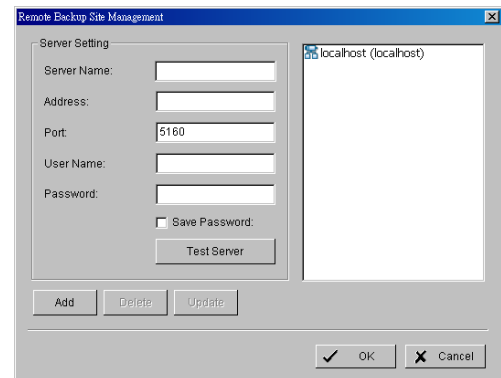 Remote Backup Site Management
Server Setting
Server Name:
Address:
Port: 5160
User Name:
Password:
Save Password:
Test Server
localhost (localhost)
Add Delete Update
OK Cancel